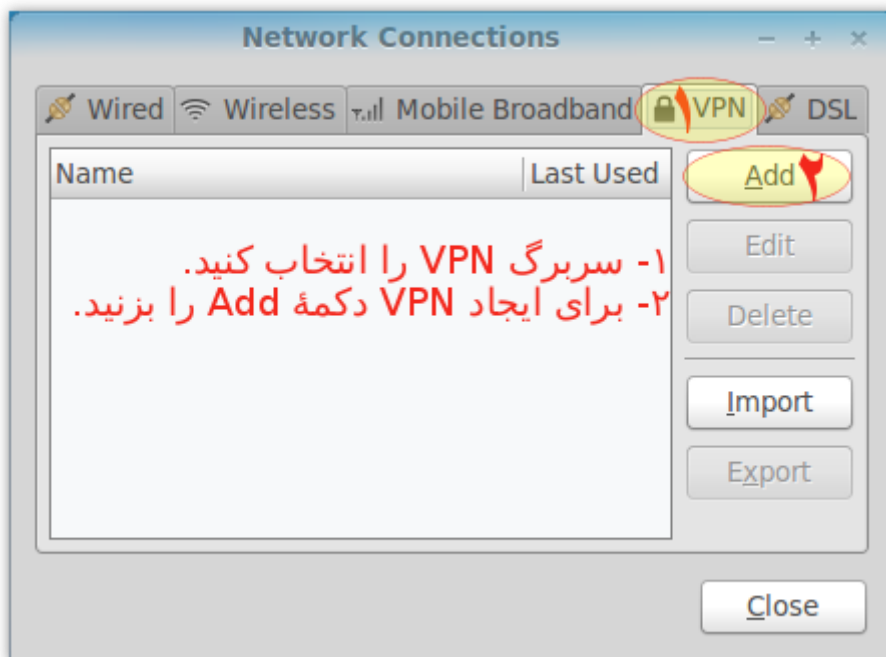 Network Connections
Wired Wireless Mobile Broadband ۱ VPN DSL
Name Last Used
Add ۲
Edit
۱- سربرگ VPN را انتخاب کنید.
۲- برای ایجاد VPN دکمهٔ Add را بزنید.
Delete
Import
Export
Close